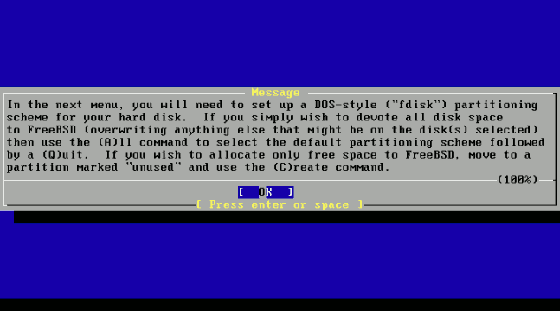 Message
In the next menu, you will need to set up a DOS-style ("fdisk") partitioning
scheme for your hard disk.  If you simply wish to devote all disk space
to FreeBSD (overwriting anything else that might be on the disk(s) selected)
then use the (A)ll command to select the default partitioning scheme followed
by a (Q)uit.  If you wish to allocate only free space to FreeBSD, move to a
partition marked "unused" and use the (C)reate command.
(100%)
[  OK  ]
[ Press enter or space ]